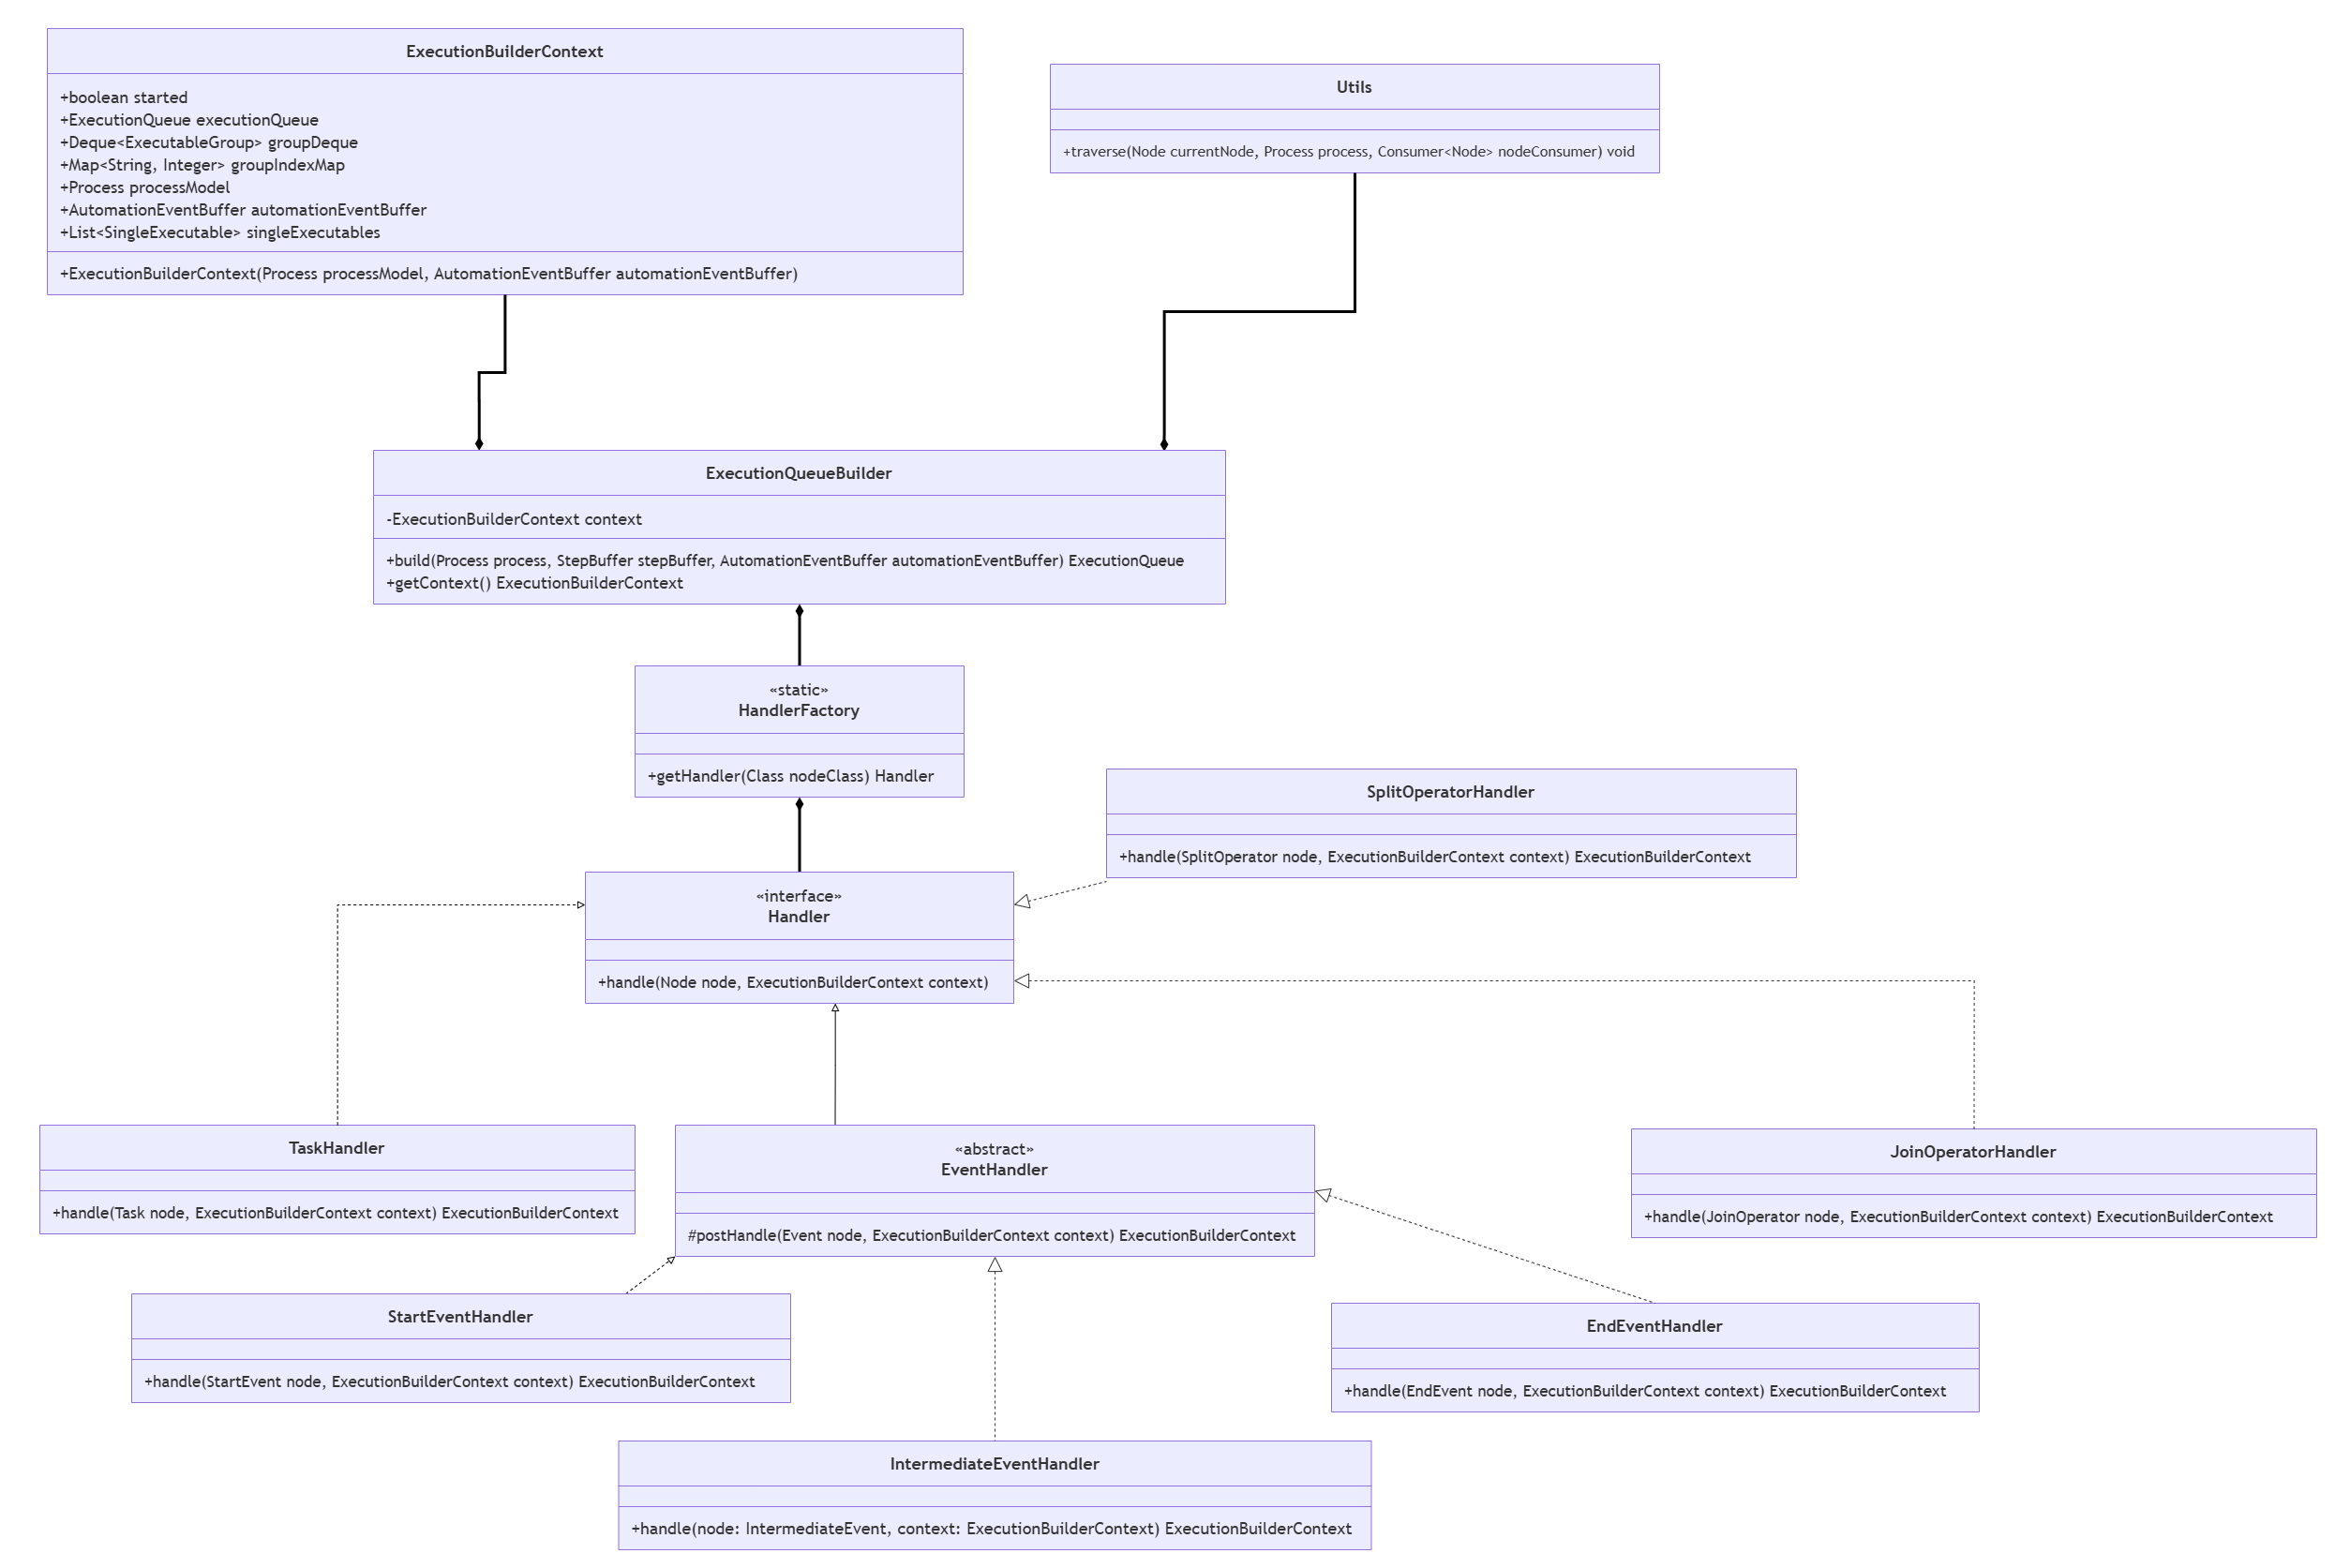 ExecutionBuilderContext
+boolean started
+ExecutionQueue executionQueue
+Deque<ExecutableGroup> groupDeque
+Map<String, Integer> groupIndexMap
+Process processModel
+AutomationEventBuffer automationEventBuffer
+List<SingleExecutable> singleExecutables
+ExecutionBuilderContext(Process processModel, AutomationEventBuffer automationEventBuffer)
Utils
+traverse(Node currentNode, Process process, Consumer<Node> nodeConsumer) void
ExecutionQueueBuilder
-ExecutionBuilderContext context
+build(Process process, StepBuffer stepBuffer, AutomationEventBuffer automationEventBuffer) ExecutionQueue
+getContext() ExecutionBuilderContext
«static»
HandlerFactory
+getHandler(Class nodeClass) Handler
SplitOperatorHandler
+handle(SplitOperator node, ExecutionBuilderContext context) ExecutionBuilderContext
«interface»
Handler
+handle(Node node, ExecutionBuilderContext context)
TaskHandler
+handle(Task node, ExecutionBuilderContext context) ExecutionBuilderContext
«abstract»
EventHandler
#postHandle(Event node, ExecutionBuilderContext context) ExecutionBuilderContext
JoinOperatorHandler
+handle(JoinOperator node, ExecutionBuilderContext context) ExecutionBuilderContext
StartEventHandler
+handle(StartEvent node, ExecutionBuilderContext context) ExecutionBuilderContext
EndEventHandler
+handle(EndEvent node, ExecutionBuilderContext context) ExecutionBuilderContext
IntermediateEventHandler
+handle(node: IntermediateEvent, context: ExecutionBuilderContext) ExecutionBuilderContext